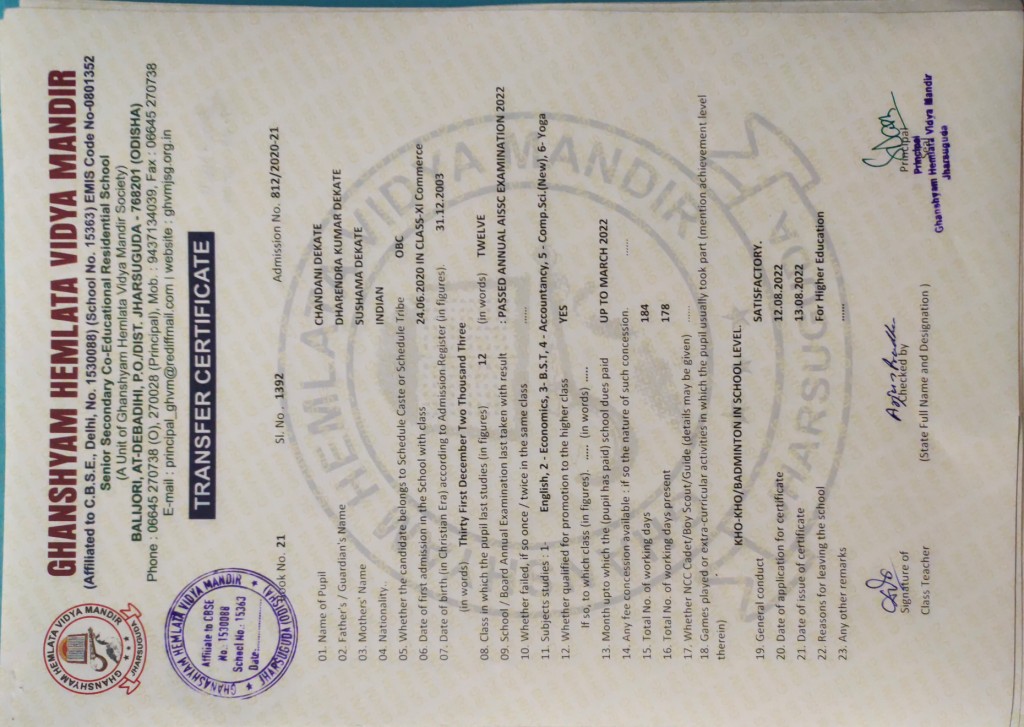 GHANSHYAM HEMLATA VIDYA MANDIR
(Affiliated to C.B.S.E., Delhi, No. 1530088) (School No. 15363) EMIS Code No-0801352
Senior Secondary Co-Educational Residential School
(A Unit of Ghanshyam Hemlata Vidya Mandir Society)
BALIJORI, AT-DEBADIHI, P.O./DIST. JHARSUGUDA - 768201 (ODISHA)
Phone : 06645 270738 (O), 270028 (Principal), Mob. : 9437134039, Fax : 06645 270738
E-mail : principal_ghvm@rediffmail.com | website : ghvmjsg.org.in
GHANSHYAM HEMLATA VIDYA MANDIR
JHARSUGUDA
TRANSFER CERTIFICATE
GHANASHYAM HEMLATA VIDYA MANDIR
Affiliate to CBSE
No: 1530088
School No.: 15363
Date:
JHARSUGUDA (ODISHA)
Book No. 21 Sl. No. 1392 Admission No. 812/2020-21
01. Name of Pupil CHANDANI DEKATE
02. Father's / Guardian's Name DHARENDRA KUMAR DEKATE
03. Mothers' Name SUSHAMA DEKATE
04. Nationality.. INDIAN
05. Whether the candidate belongs to Schedule Caste or Schedule Tribe OBC
06. Date of first admission in the School with class 24.06.2020 IN CLASS-XI Commerce
07. Date of birth (in Christian Era) according to Admission Register (in figures). 31.12.2003
(in words) Thirty First December Two Thousand Three
08. Class in which the pupil last studies (in figures) 12 (in words) TWELVE
09. School / Board Annual Examination last taken with result : PASSED ANNUAL AISSC EXAMINATION 2022
10. Whether failed, if so once / twice in the same class ......
11. Subjects studies : 1- English, 2 - Economics, 3- B.S.T, 4 - Accountancy, 5 - Comp.Sci.(New), 6- Yoga
12. Whether qualified for promotion to the higher class YES
If so, to which class (in figures). ...... (in words) ......
13. Month upto which the (pupil has paid) school dues paid UP TO MARCH 2022
14. Any fee concession available : if so the nature of such concession. ......
15. Total No. of working days 184
16. Total No. of working days present 178
17. Whether NCC Cadet/Boy Scout/Guide (details may be given) ......
18. Games played or extra-curricular activities in which the pupil usually took part (mention achievement level
therein) KHO-KHO/BADMINTON IN SCHOOL LEVEL.
19. General conduct SATISFACTORY.
20. Date of application for certificate 12.08.2022
21. Date of issue of certificate 13.08.2022
22. Reasons for leaving the school For Higher Education
23. Any other remarks ......
Signature of Checked by Principal
Class Teacher (State Full Name and Designation) Seal
Principal
Ghanshyam Hemlata Vidya Mandir
Jharsuguda
HEMLATA VIDYA MANDIR
JHARSUGUDA